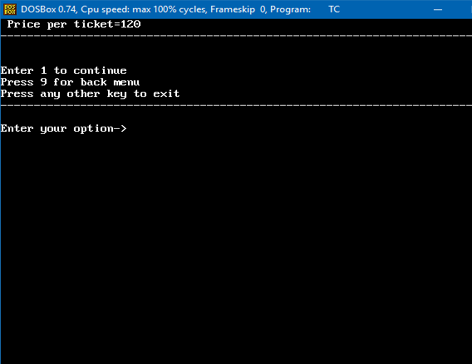 DOSBox 0.74, Cpu speed: max 100% cycles, Frameskip 0, Program: TC
Price per ticket=120
Enter 1 to continue
Press 9 for back menu
Press any other key to exit
Enter your option->